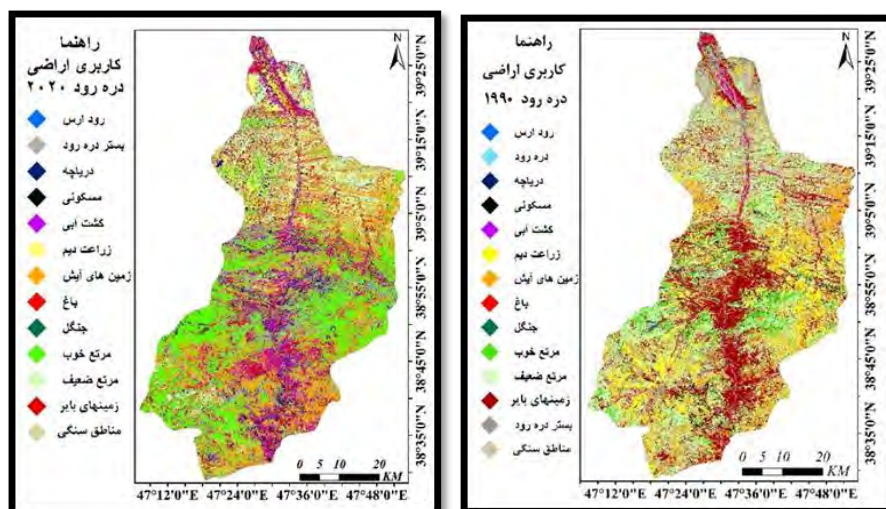 راهنما
کاربری اراضی
دره رود ۲۰۲۰
رود ارس
بستر دره رود
دریاچه
مسکونی
کشت آبی
زراعت دیم
زمین های آیش
باغ
جنگل
مرتع خوب
مرتع ضعیف
زمینهای بایر
مناطق سنگی
N
39°25'0"N
39°15'0"N
39°5'0"N
38°55'0"N
38°45'0"N
38°35'0"N
0 5 10 20
KM
47°12'0"E 47°24'0"E 47°36'0"E 47°48'0"E
راهنما
کاربری اراضی
دره رود ۱۹۹۰
رود ارس
دره رود
دریاچه
مسکونی
کشت آبی
زراعت دیم
زمین های آیش
باغ
جنگل
مرتع خوب
مرتع ضعیف
زمینهای بایر
بستر دره رود
مناطق سنگی
N
39°25'0"N
39°15'0"N
39°5'0"N
38°55'0"N
38°45'0"N
38°35'0"N
0 5 10 20
KM
47°12'0"E 47°24'0"E 47°36'0"E 47°48'0"E